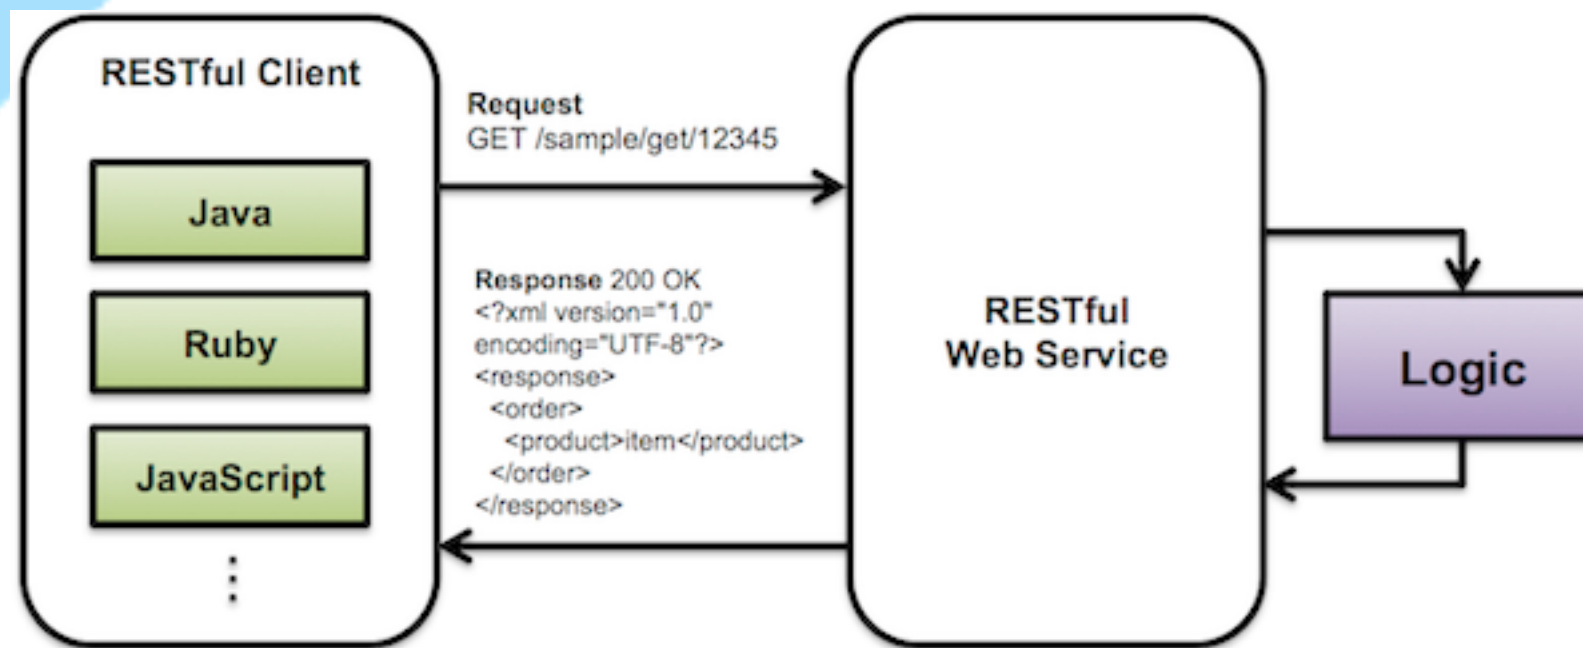 RESTful Client
Java
Ruby
JavaScript
Request
GET /sample/get/12345
Response 200 OK
<?xml version="1.0"
encoding="UTF-8"?>
<response>
<order>
<product>item</product>
</order>
</response>
RESTful
Web Service
Logic